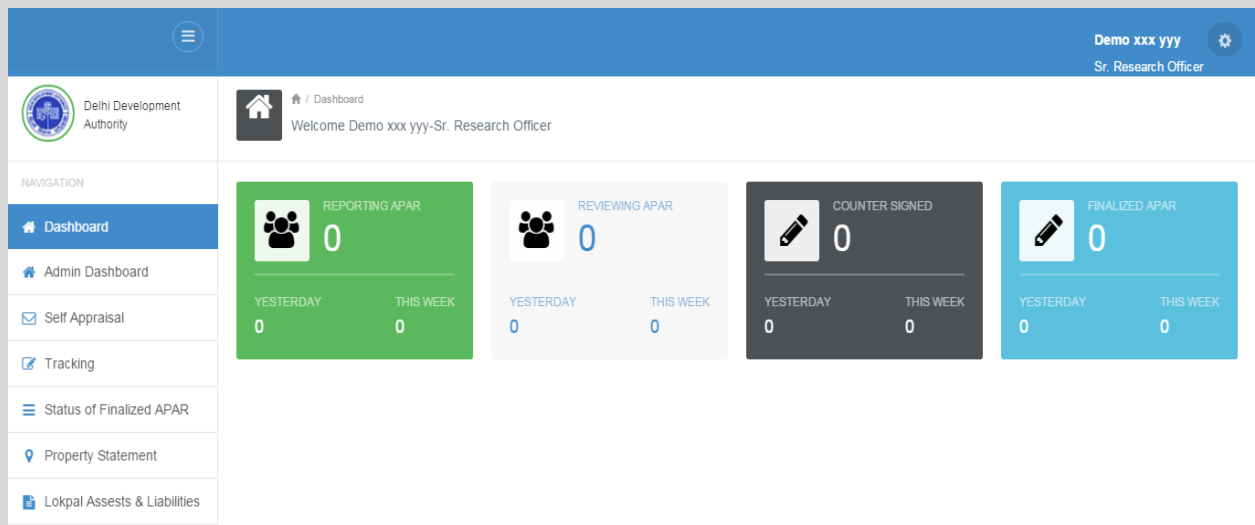 Demo xxx yyy
Sr. Research Officer
Delhi Development
Authority
/ Dashboard
Welcome Demo xxx yyy-Sr. Research Officer
NAVIGATION
Dashboard
Admin Dashboard
Self Appraisal
Tracking
Status of Finalized APAR
Property Statement
Lokpal Assests & Liabilities
REPORTING APAR
0
YESTERDAY THIS WEEK
0 0
REVIEWING APAR
0
YESTERDAY THIS WEEK
0 0
COUNTER SIGNED
0
YESTERDAY THIS WEEK
0 0
FINALIZED APAR
0
YESTERDAY THIS WEEK
0 0